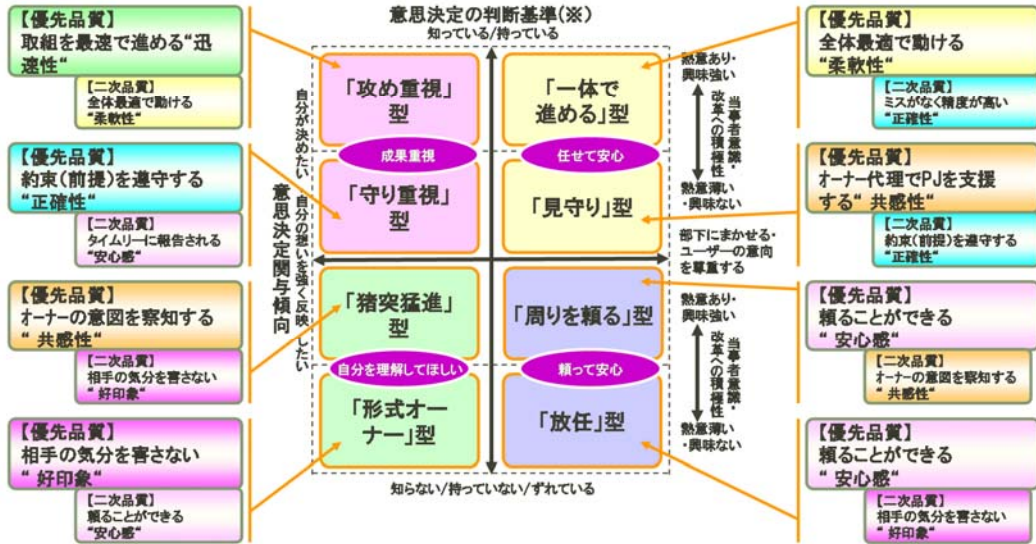 意思決定の判断基準(※)
知っている/持っている
【優先品質】
取組を最速で進める“迅
速性“
【二次品質】
全体最適で動ける
“柔軟性“
【優先品質】
約束(前提)を遵守する
“正確性“
【二次品質】
タイムリーに報告される
“安心感“
【優先品質】
オーナーの意図を察知する
“ 共感性“
【二次品質】
相手の気分を害さない
“ 好印象“
【優先品質】
相手の気分を害さない
“ 好印象“
【二次品質】
頼ることができる
“安心感“
意思決定関与傾向
自分が決めたい
自分の想いを強く反映したい
「攻め重視」
型
成果重視
「守り重視」
型
「一体で
進める」型
任せて安心
「見守り」型
「猪突猛進」
型
自分を理解してほしい
「形式オー
ナー」型
「周りを頼る」型
頼って安心
「放任」型
知らない/持っていない/ずれている
熱意あり・
興味強い
当事者意識・
改革への積極性
熱意薄い
・興味ない
部下にまかせる・
ユーザーの意向
を尊重する
熱意あり・
興味強い
当事者意識・
改革への積極性
熱意薄い
・興味ない
【優先品質】
全体最適で動ける
“柔軟性“
【二次品質】
ミスがなく精度が高い
“正確性“
【優先品質】
オーナー代理でPJを支援
する“ 共感性“
【二次品質】
約束(前提)を遵守する
“正確性“
【優先品質】
頼ることができる
“ 安心感“
【二次品質】
オーナーの意図を察知する
“ 共感性“
【優先品質】
頼ることができる
“ 安心感“
【二次品質】
相手の気分を害さない
“ 好印象“